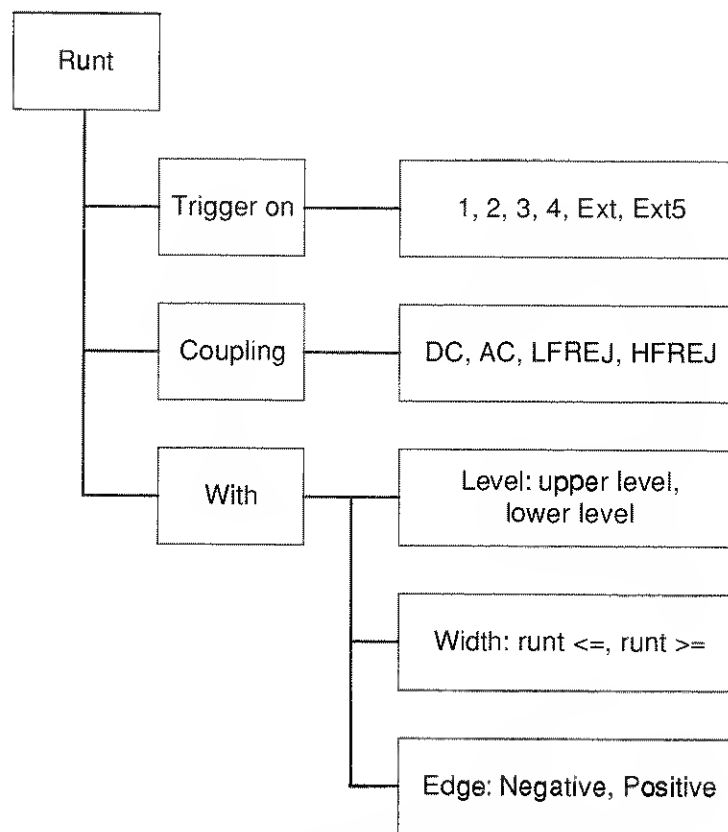 Runt
Trigger on
1, 2, 3, 4, Ext, Ext5
Coupling
DC, AC, LFREJ, HFREJ
With
Level: upper level,
lower level
Width: runt <=, runt >=
Edge: Negative, Positive